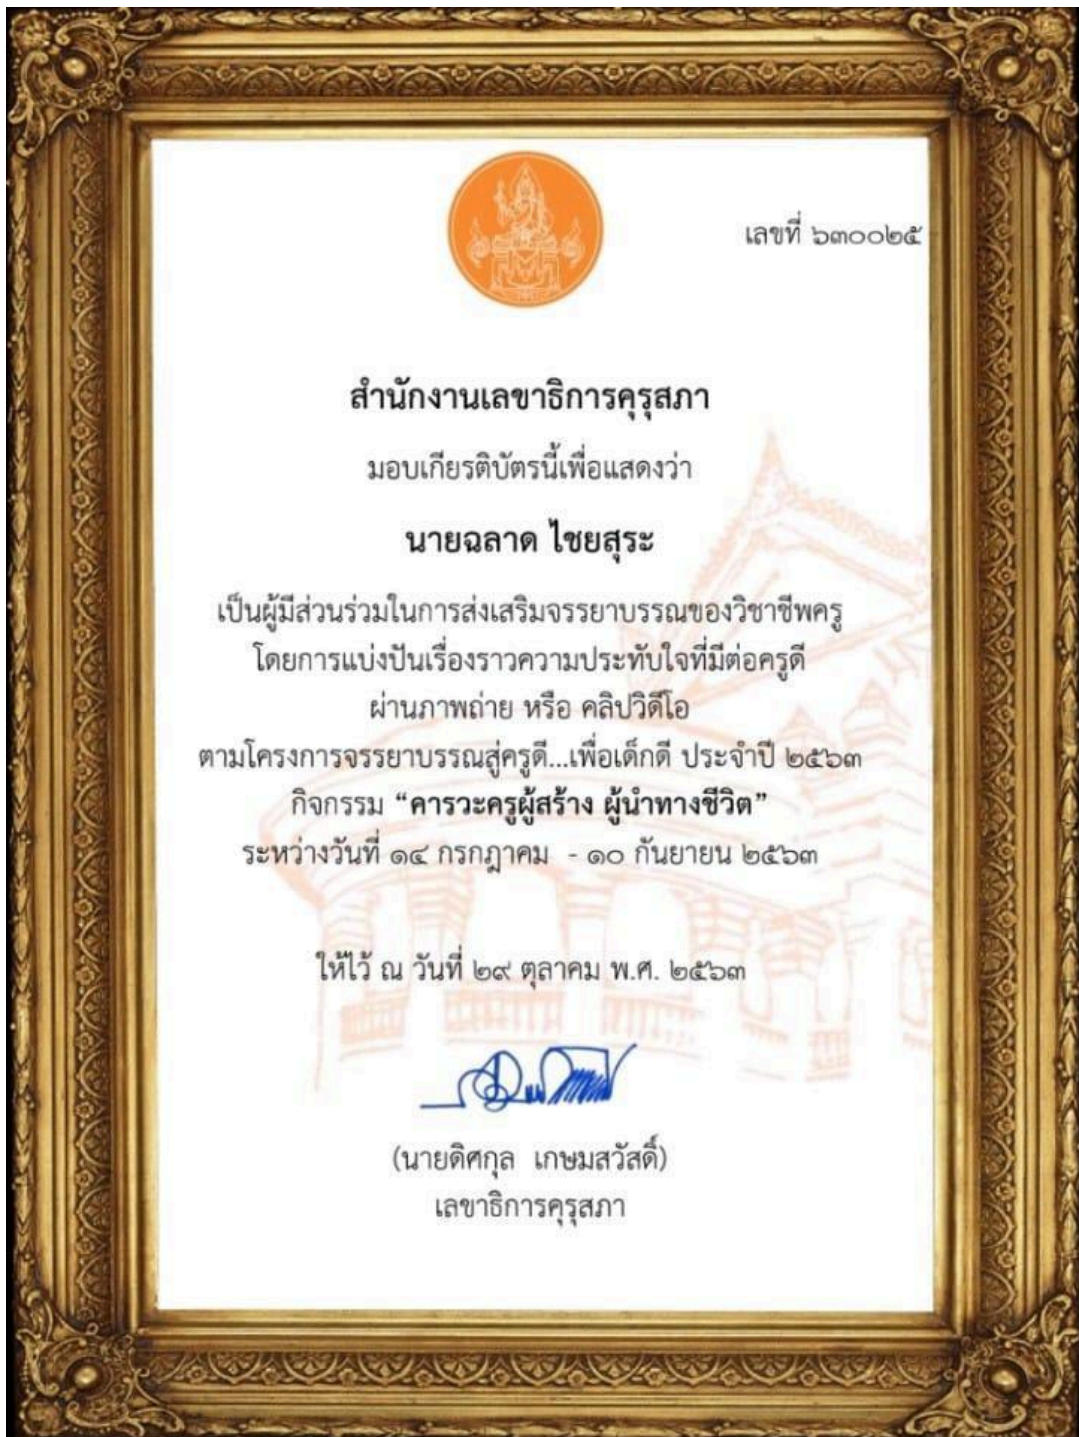 เลขที่ ๖๓๐๐๒๕
สำนักงานเลขาธิการคุรุสภา
มอบเกียรติบัตรนี้เพื่อแสดงว่า
นายฉลาด ไชยสุระ
เป็นผู้มีส่วนร่วมในการส่งเสริมจรรยาบรรณของวิชาชีพครู
โดยการแบ่งปันเรื่องราวความประทับใจที่มีต่อครูดี
ผ่านภาพถ่าย หรือ คลิปวิดีโอ
ตามโครงการจรรยาบรรณสู่ครูดี...เพื่อเด็กดี ประจำปี ๒๕๖๓
กิจกรรม “คารวะครูผู้สร้าง ผู้นำทางชีวิต”
ระหว่างวันที่ ๑๔ กรกฎาคม - ๑๐ กันยายน ๒๕๖๓
ให้ไว้ ณ วันที่ ๒๙ ตุลาคม พ.ศ. ๒๕๖๓
(นายดิศกุล เกษมสวัสดิ์)
เลขาธิการคุรุสภา